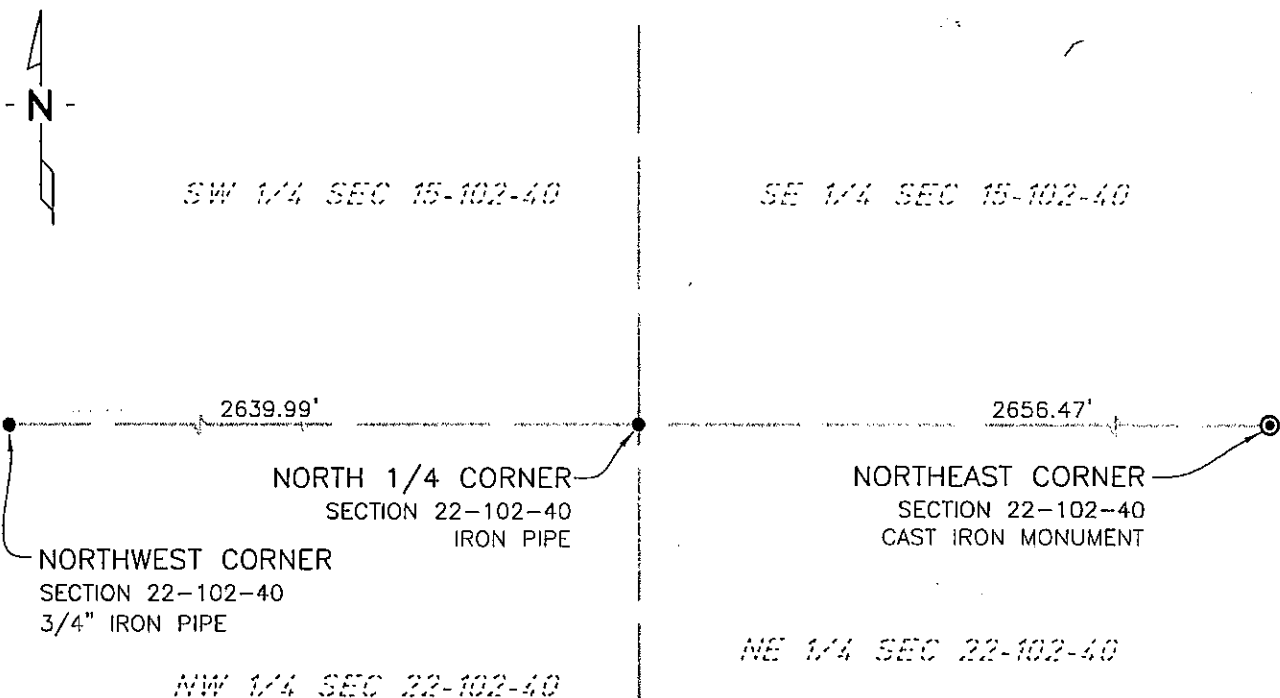 - N -
SW 1/4 SEC 15-102-40
SE 1/4 SEC 15-102-40
2639.99'
2656.47'
NORTH 1/4 CORNER
SECTION 22-102-40
IRON PIPE
NORTHEAST CORNER
SECTION 22-102-40
CAST IRON MONUMENT
NORTHWEST CORNER
SECTION 22-102-40
3/4" IRON PIPE
NE 1/4 SEC 22-102-40
NW 1/4 SEC 22-102-40